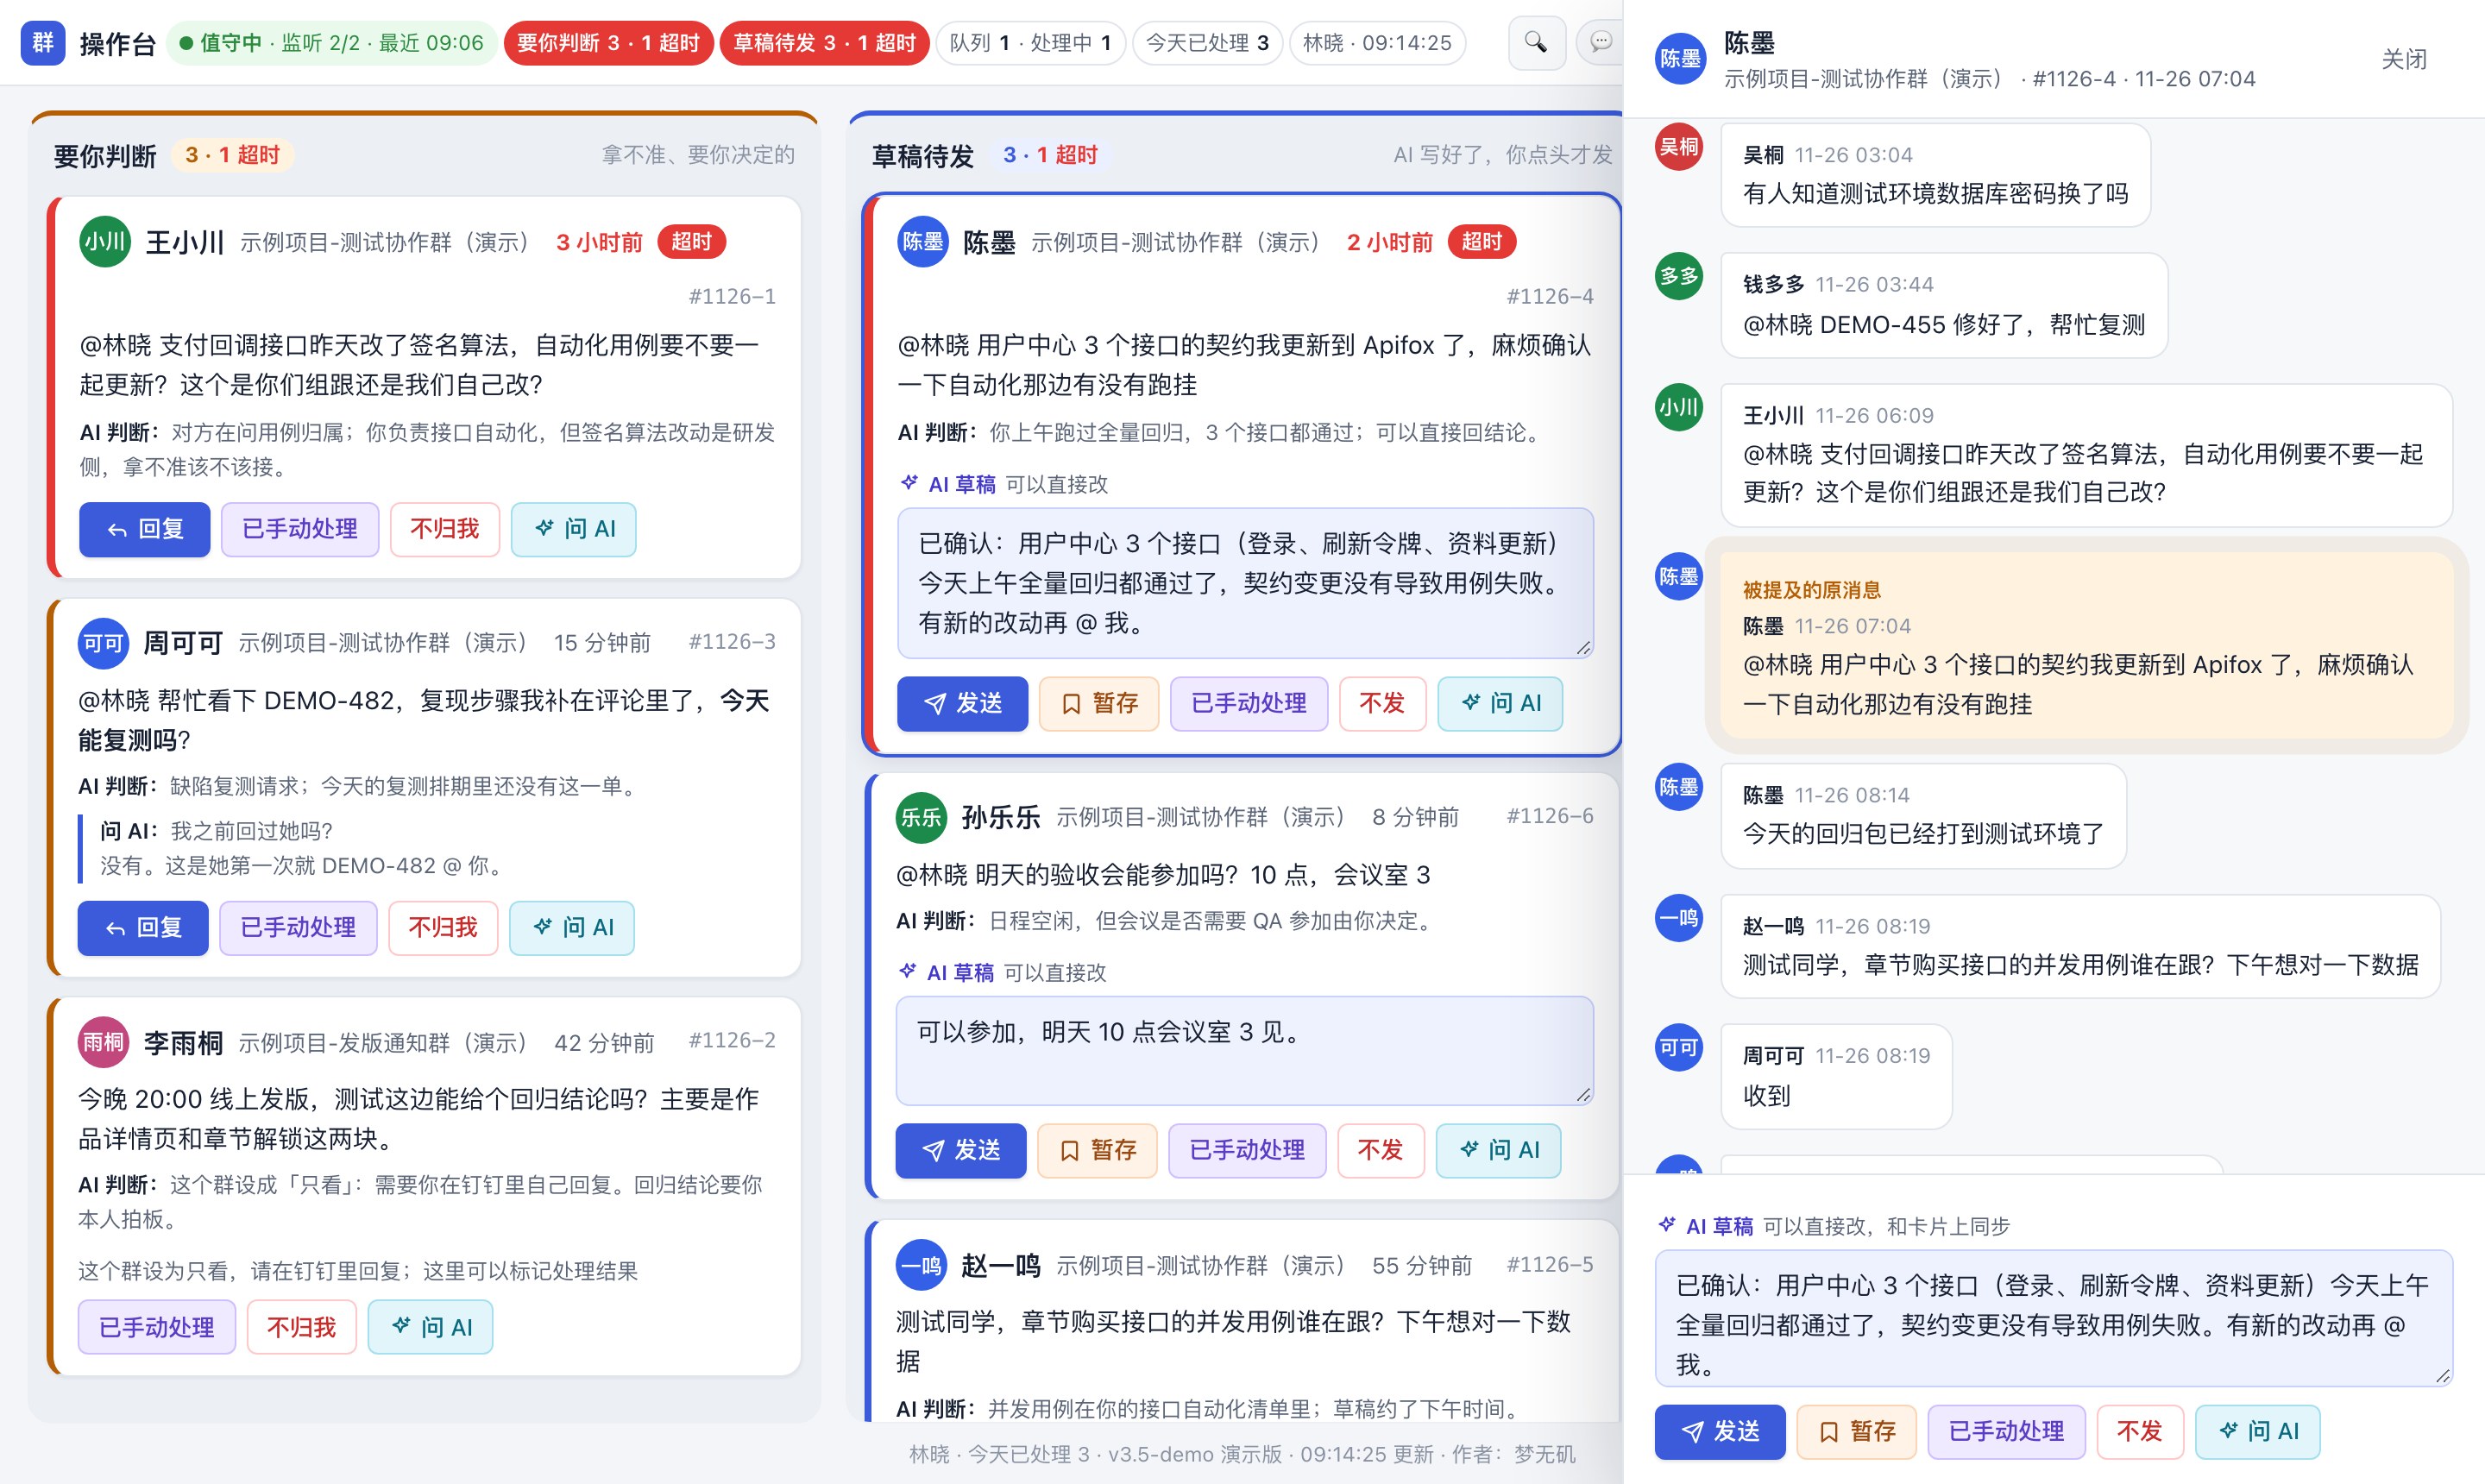 群 操作台 值守中 · 监听 2/2 · 最近 09:06 要你判断 3 · 1 超时 草稿待发 3 · 1 超时 队列 1 · 处理中 1 今天已处理 3 林晓 · 09:14:25
要你判断 3 · 1 超时 拿不准、要你决定的
小川 王小川 示例项目-测试协作群（演示） 3 小时前 超时
#1126-1
@林晓 支付回调接口昨天改了签名算法，自动化用例要不要一
起更新？这个是你们组跟还是我们自己改？
AI 判断：对方在问用例归属；你负责接口自动化，但签名算法改动是研发
侧，拿不准该不该接。
回复 已手动处理 不归我 问 AI
可可 周可可 示例项目-测试协作群（演示） 15 分钟前 #1126-3
@林晓 帮忙看下 DEMO-482，复现步骤我补在评论里了，今天
能复测吗？
AI 判断：缺陷复测请求；今天的复测排期里还没有这一单。
问 AI：我之前回过她吗？
没有。这是她第一次就 DEMO-482 @ 你。
回复 已手动处理 不归我 问 AI
雨桐 李雨桐 示例项目-发版通知群（演示） 42 分钟前 #1126-2
今晚 20:00 线上发版，测试这边能给个回归结论吗？主要是作
品详情页和章节解锁这两块。
AI 判断：这个群设成「只看」：需要你在钉钉里自己回复。回归结论要你
本人拍板。
这个群设为只看，请在钉钉里回复；这里可以标记处理结果
已手动处理 不归我 问 AI
草稿待发 3 · 1 超时 AI 写好了，你点头才发
陈墨 陈墨 示例项目-测试协作群（演示） 2 小时前 超时
#1126-4
@林晓 用户中心 3 个接口的契约我更新到 Apifox 了，麻烦确认
一下自动化那边有没有跑挂
AI 判断：你上午跑过全量回归，3 个接口都通过；可以直接回结论。
AI 草稿 可以直接改
已确认：用户中心 3 个接口（登录、刷新令牌、资料更新）
今天上午全量回归都通过了，契约变更没有导致用例失败。
有新的改动再 @ 我。
发送 暂存 已手动处理 不发 问 AI
乐乐 孙乐乐 示例项目-测试协作群（演示） 8 分钟前 #1126-6
@林晓 明天的验收会能参加吗？10 点，会议室 3
AI 判断：日程空闲，但会议是否需要 QA 参加由你决定。
AI 草稿 可以直接改
可以参加，明天 10 点会议室 3 见。
发送 暂存 已手动处理 不发 问 AI
一鸣 赵一鸣 示例项目-测试协作群（演示） 55 分钟前 #1126-5
测试同学，章节购买接口的并发用例谁在跟？下午想对一下数
据
AI 判断：并发用例在你的接口自动化清单里；草稿约了下午时间。
林晓 · 今天已处理 3 · v3.5-demo 演示版 · 09:14:25 更新 · 作者：梦无矶
陈墨 陈墨 关闭
示例项目-测试协作群（演示） · #1126-4 · 11-26 07:04
吴桐 吴桐 11-26 03:04
有人知道测试环境数据库密码换了吗
多多 钱多多 11-26 03:44
@林晓 DEMO-455 修好了，帮忙复测
小川 王小川 11-26 06:09
@林晓 支付回调接口昨天改了签名算法，自动化用例要不要一起
更新？这个是你们组跟还是我们自己改？
陈墨 被提及的原消息
陈墨 11-26 07:04
@林晓 用户中心 3 个接口的契约我更新到 Apifox 了，麻烦确认
一下自动化那边有没有跑挂
陈墨 陈墨 11-26 08:14
今天的回归包已经打到测试环境了
一鸣 赵一鸣 11-26 08:19
测试同学，章节购买接口的并发用例谁在跟？下午想对一下数据
可可 周可可 11-26 08:19
收到
AI 草稿 可以直接改，和卡片上同步
已确认：用户中心 3 个接口（登录、刷新令牌、资料更新）今天上午
全量回归都通过了，契约变更没有导致用例失败。有新的改动再 @
我。
发送 暂存 已手动处理 不发 问 AI